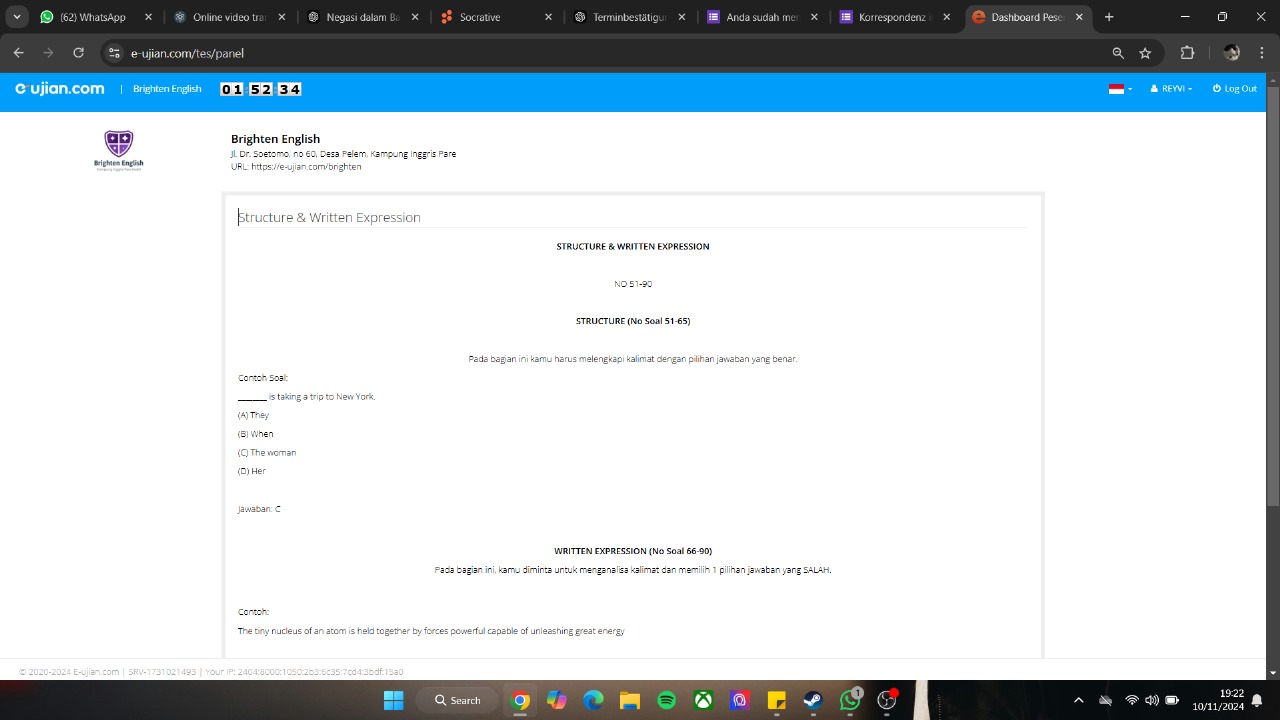 (62) WhatsApp
Online video tra
Negasi dalam Ba
Socrative
Terminbestätigu
Anda sudah me
Korrespondenz
Dashboard Pese
e-ujian.com/tes/panel
e-ujian.com | Brighten English 01 52 34 REYVI Log Out
Brighten English
Kampung Inggris Pare Kediri
Brighten English
Jl. Dr. Soetomo, no 60, Desa Pelem, Kampung Inggris Pare
URL: https://e-ujian.com/brighten
Structure & Written Expression
STRUCTURE & WRITTEN EXPRESSION
NO 51-90
STRUCTURE (No Soal 51-65)
Pada bagian ini kamu harus melengkapi kalimat dengan pilihan jawaban yang benar.
Contoh Soal:
_______ is taking a trip to New York.
(A) They
(B) When
(C) The woman
(D) Her
Jawaban: C
WRITTEN EXPRESSION (No Soal 66-90)
Pada bagian ini, kamu diminta untuk menganalisa kalimat dan memilih 1 pilihan jawaban yang SALAH.
Contoh:
The tiny nucleus of an atom is held together by forces powerful capable of unleashing great energy
© 2020-2024 E-ujian.com | SRV-1731021493 | Your IP: 2404:8000:1050:2b3:6c35:7cd4:3bdf:15a0
Search
1
19:22
10/11/2024